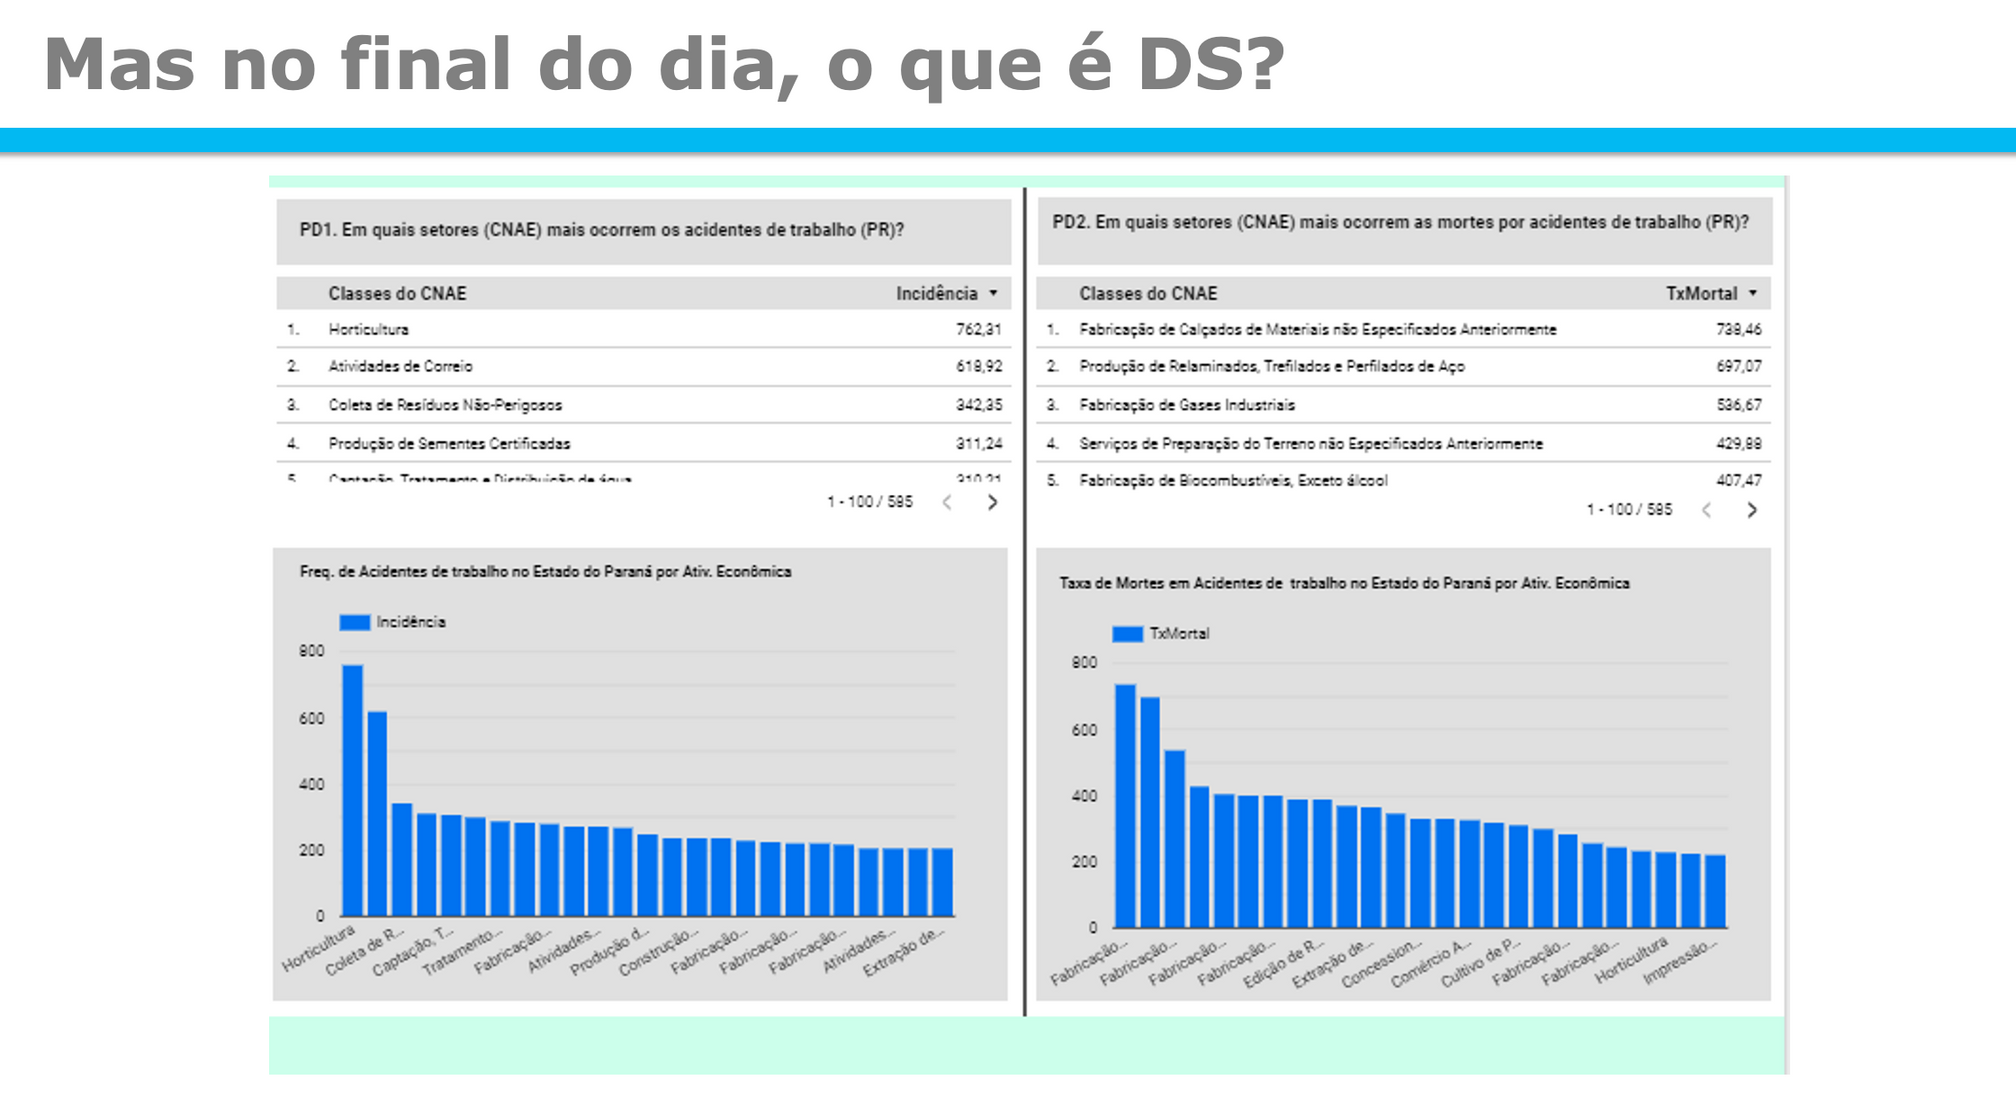 Mas no final do dia, o que é DS?
PD1. Em quais setores (CNAE) mais ocorrem os acidentes de trabalho (PR)?
Classes do CNAE Incidência
1. Horticultura 762,31
2. Atividades de Correio 618,92
3. Coleta de Resíduos Não-Perigosos 342,35
4. Produção de Sementes Certificadas 311,24
5. Captação, Tratamento e Distribuição de água 310,21
1 - 100 / 585
Freq. de Acidentes de trabalho no Estado do Paraná por Ativ. Econômica
Incidência
800
600
400
200
0
Horticultura
Coleta de R...
Captação, T...
Tratamento...
Fabricação...
Atividades...
Produção d...
Construção...
Fabricação...
Fabricação...
Fabricação...
Atividades...
Extração de...
PD2. Em quais setores (CNAE) mais ocorrem as mortes por acidentes de trabalho (PR)?
Classes do CNAE TxMortal
1. Fabricação de Calçados de Materiais não Especificados Anteriormente 738,46
2. Produção de Relaminados, Trefilados e Perfilados de Aço 697,07
3. Fabricação de Gases Industriais 536,67
4. Serviços de Preparação do Terreno não Especificados Anteriormente 429,88
5. Fabricação de Biocombustíveis, Exceto álcool 407,47
1 - 100 / 585
Taxa de Mortes em Acidentes de trabalho no Estado do Paraná por Ativ. Econômica
TxMortal
800
600
400
200
0
Fabricação...
Fabricação...
Fabricação...
Fabricação...
Edição de R...
Extração de...
Concession...
Comércio A...
Cultivo de P...
Fabricação...
Fabricação...
Horticultura
Impressão...